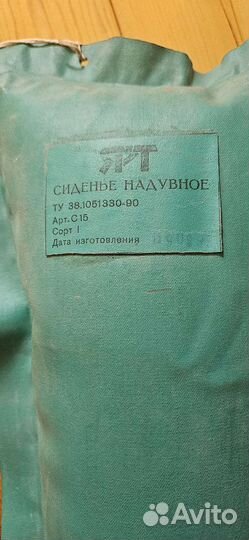 ЯРТ
СИДЕНЬЕ НАДУВНОЕ
ТУ 38.1051330-90
Арт. С15
Сорт I
Дата изготовления
Avito